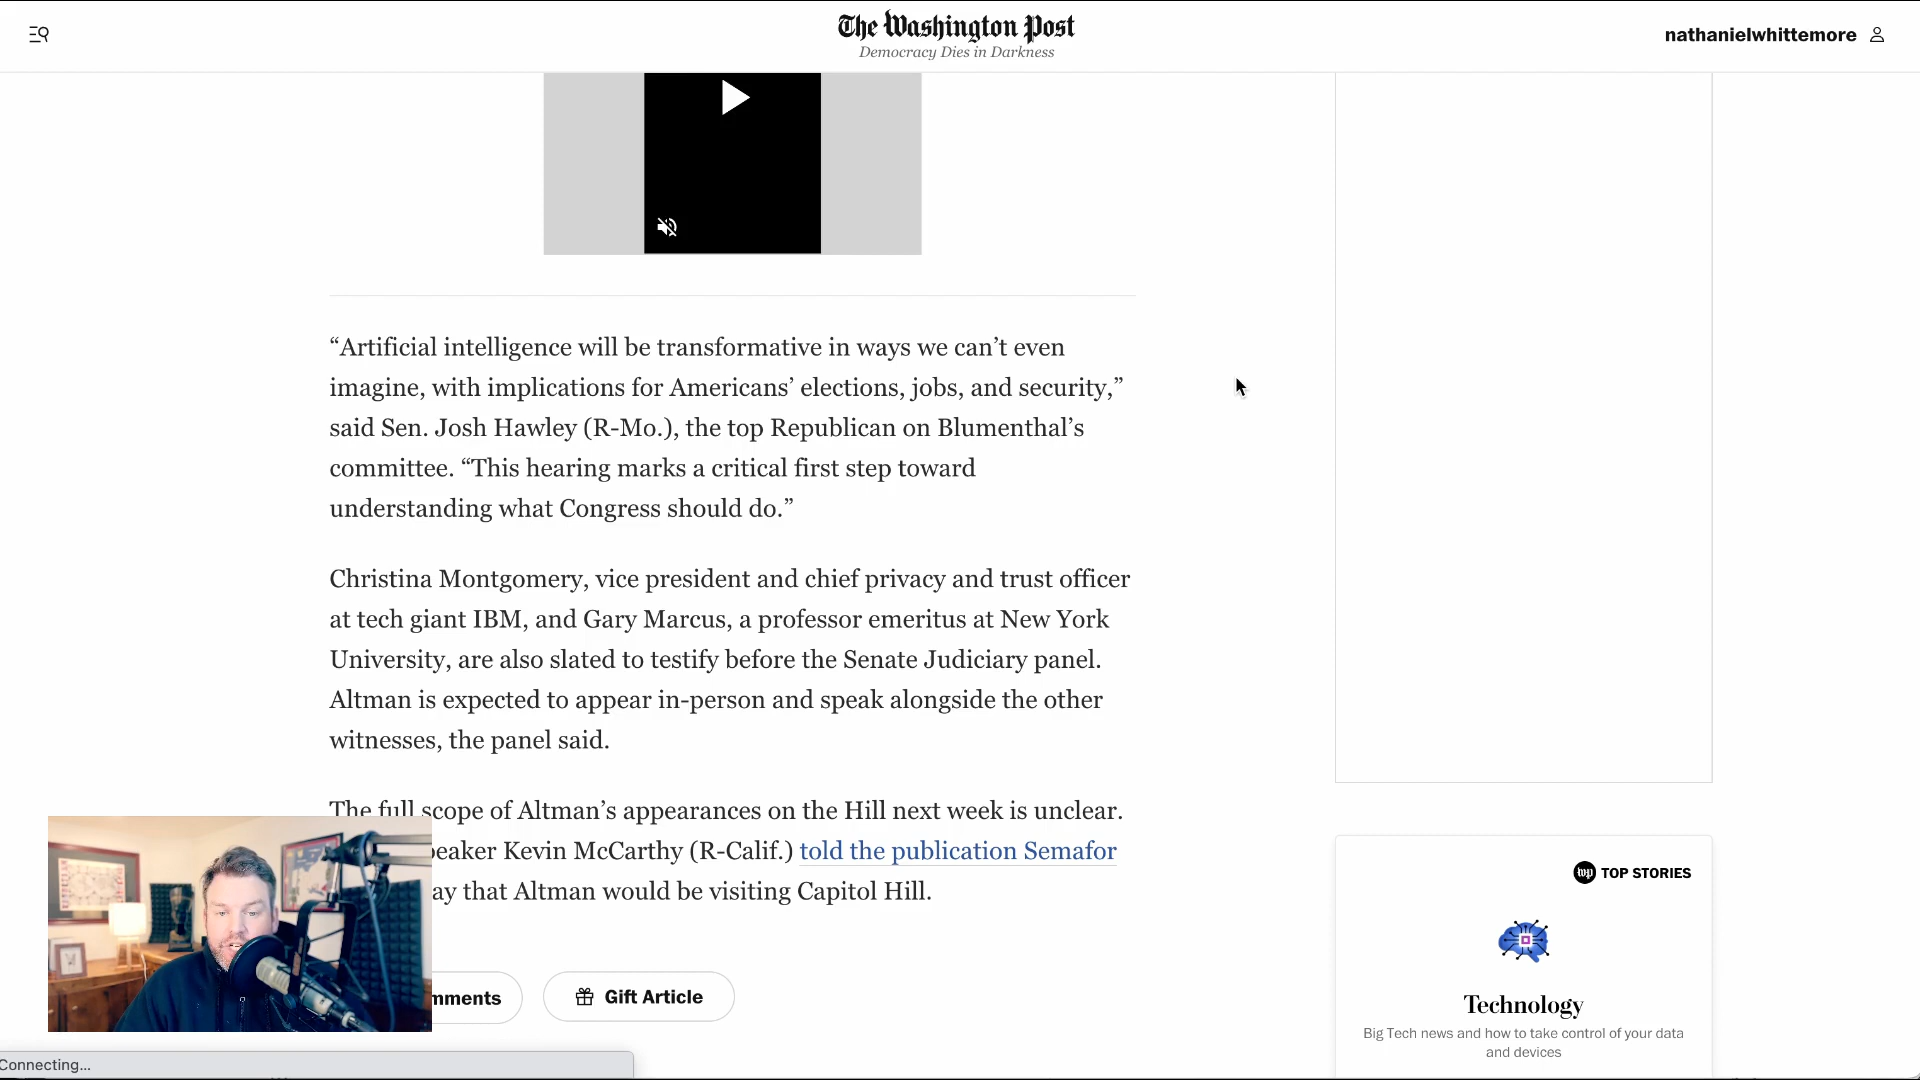 The Washington Post
Democracy Dies in Darkness
nathanielwhittemore
“Artificial intelligence will be transformative in ways we can’t even
imagine, with implications for Americans’ elections, jobs, and security,”
said Sen. Josh Hawley (R-Mo.), the top Republican on Blumenthal’s
committee. “This hearing marks a critical first step toward
understanding what Congress should do.”
Christina Montgomery, vice president and chief privacy and trust officer
at tech giant IBM, and Gary Marcus, a professor emeritus at New York
University, are also slated to testify before the Senate Judiciary panel.
Altman is expected to appear in-person and speak alongside the other
witnesses, the panel said.
The full scope of Altman’s appearances on the Hill next week is unclear.
peaker Kevin McCarthy (R-Calif.) told the publication Semafor
ay that Altman would be visiting Capitol Hill.
mments
Gift Article
wp TOP STORIES
Technology
Big Tech news and how to take control of your data
and devices
Connecting...